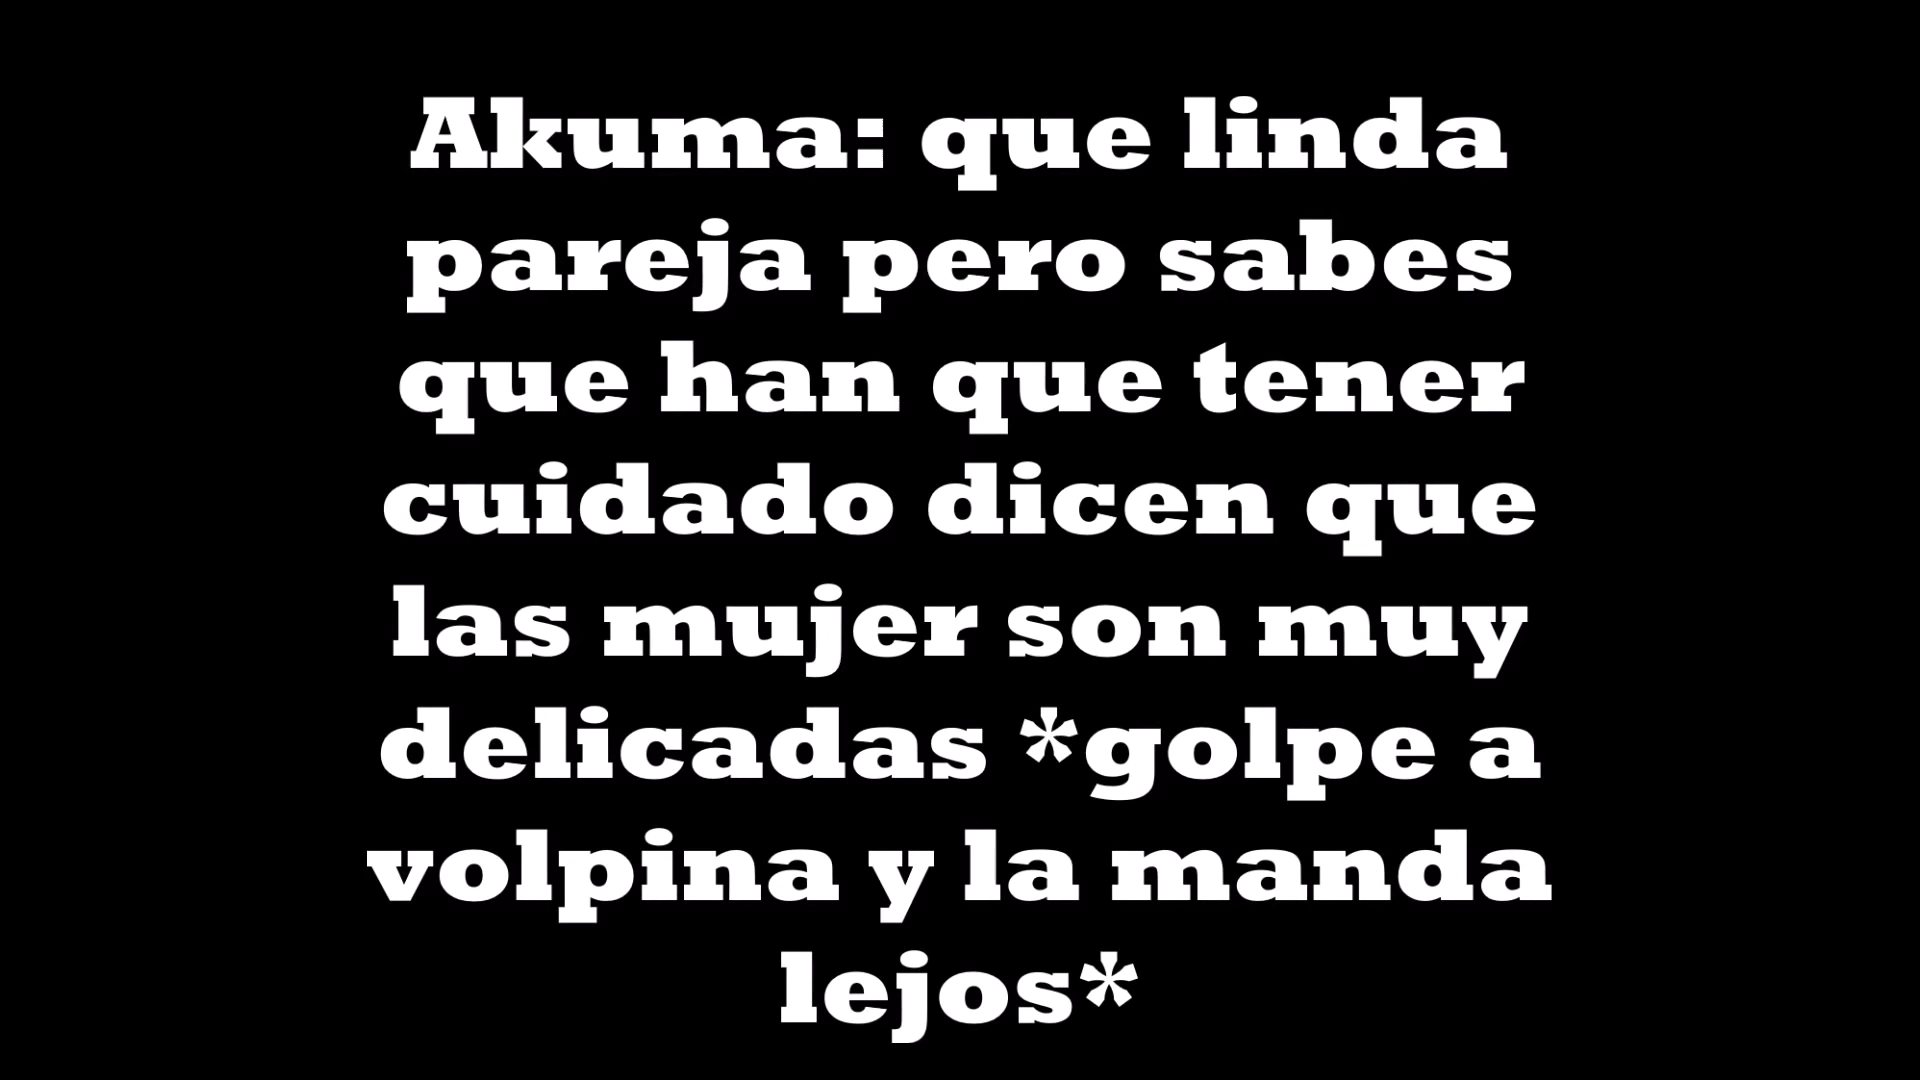 Akuma: que linda
pareja pero sabes
que han que tener
cuidado dicen que
las mujer son muy
delicadas *golpe a
volpina y la manda
lejos*